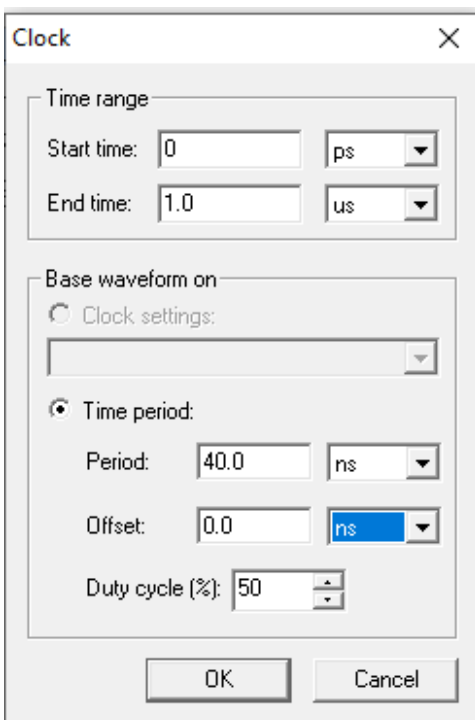 Clock
Time range
Start time: 0 ps
End time: 1.0 us
Base waveform on
Clock settings:
Time period:
Period: 40.0 ns
Offset: 0.0 ns
Duty cycle (%): 50
OK Cancel